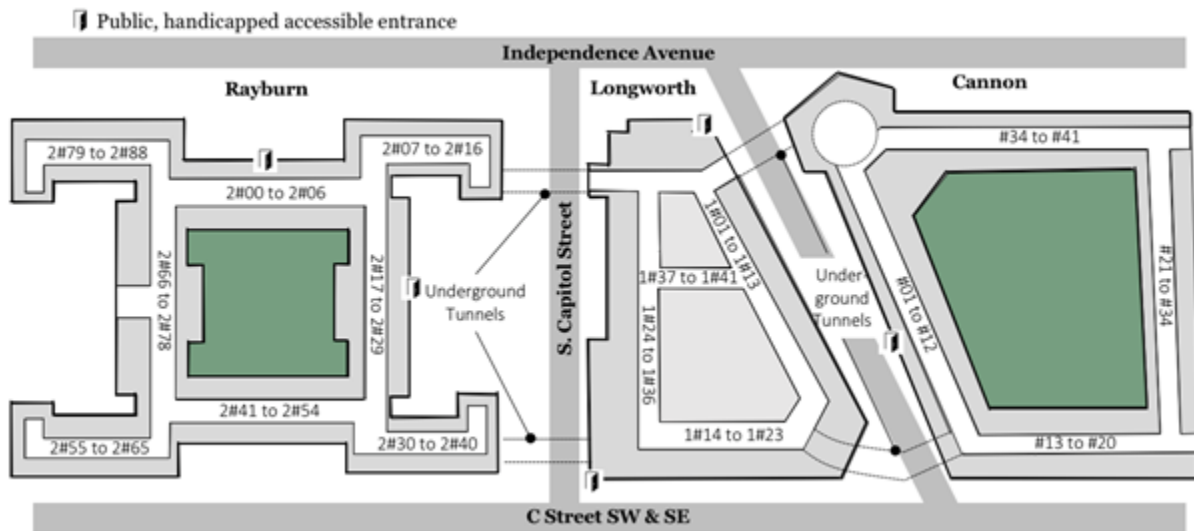 Public, handicapped accessible entrance
Independence Avenue
Rayburn
Longworth
Cannon
2#79 to 2#88
2#07 to 2#16
#34 to #41
2#00 to 2#06
2#66 to 2#78
2#17 to 2#29
Underground
Tunnels
S. Capitol Street
1#01 to 1#13
1#37 to 1#41
1#24 to 1#36
Under-
ground
Tunnels
#01 to #12
#21 to #34
2#41 to 2#54
2#55 to 2#65
2#30 to 2#40
1#14 to 1#23
#13 to #20
C Street SW & SE